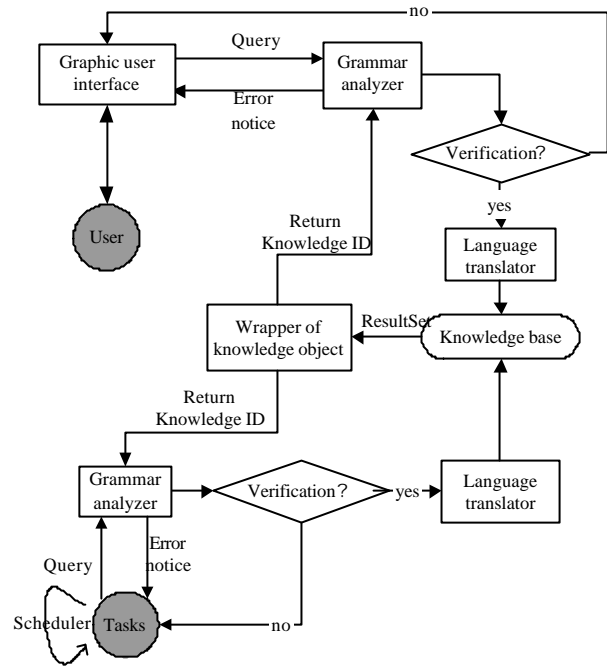 no
Query
Graphic user
interface
Grammar
analyzer
Error
notice
Verification?
yes
User
Return
Knowledge ID
Language
translator
Wrapper of
knowledge object
ResultSet
Knowledge base
Return
Knowledge ID
Grammar
analyzer
Verification?
yes
Language
translator
Error
notice
Query
Scheduler
Tasks
no